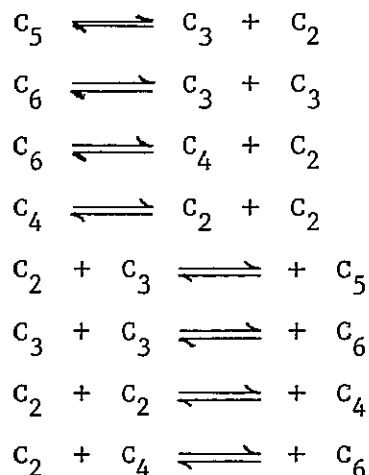 C₅ ⇌ C₃ + C₂
C₆ ⇌ C₃ + C₃
C₆ ⇌ C₄ + C₂
C₄ ⇌ C₂ + C₂
C₂ + C₃ ⇌ + C₅
C₃ + C₃ ⇌ + C₆
C₂ + C₂ ⇌ + C₄
C₂ + C₄ ⇌ + C₆